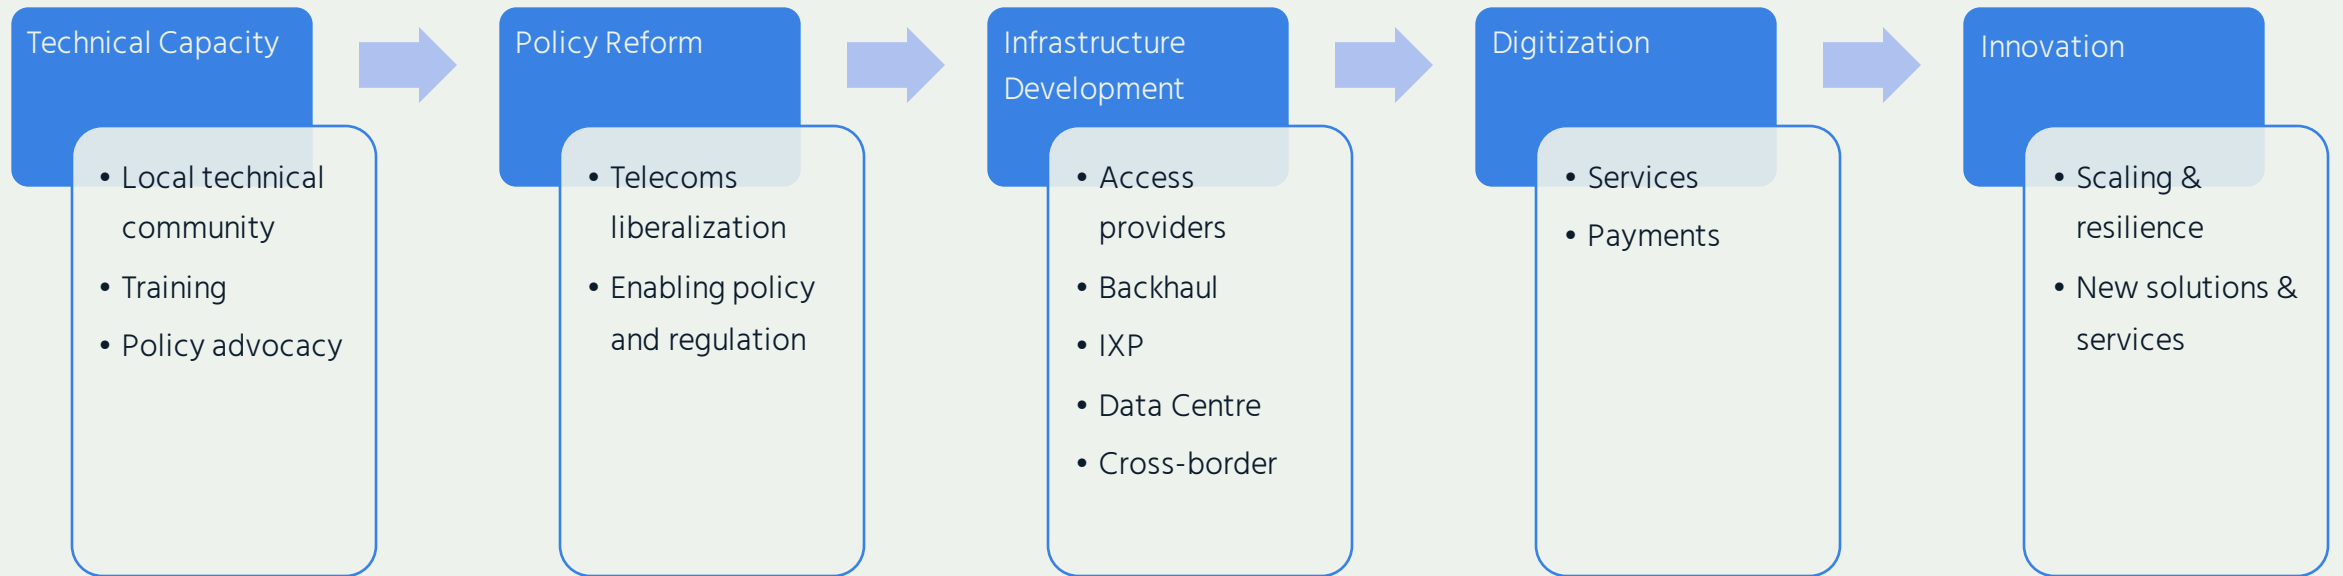 Technical Capacity
• Local technical
community
• Training
• Policy advocacy
Policy Reform
• Telecoms
liberalization
• Enabling policy
and regulation
Infrastructure
Development
• Access
providers
• Backhaul
• IXP
• Data Centre
• Cross-border
Digitization
• Services
• Payments
Innovation
• Scaling &
resilience
• New solutions &
services